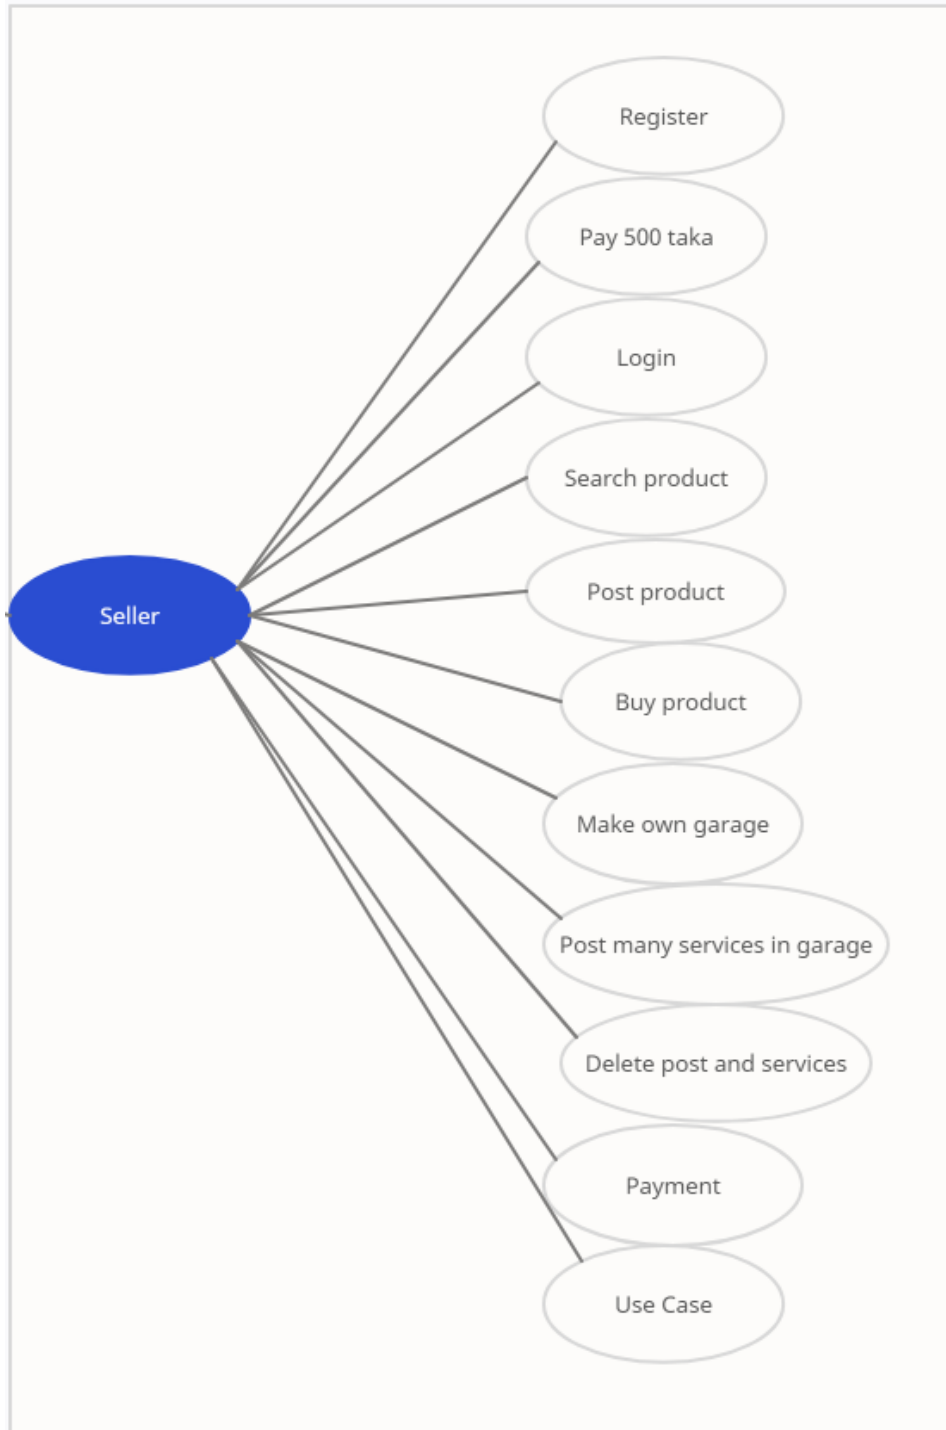 Register
Pay 500 taka
Login
Search product
Post product
Seller
Buy product
Make own garage
Post many services in garage
Delete post and services
Payment
Use Case